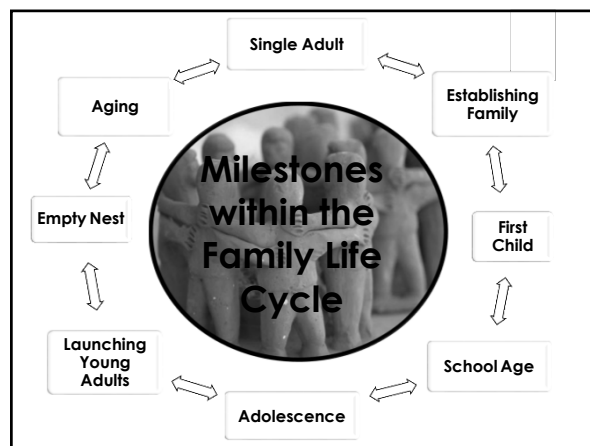 Single Adult
Establishing
Family
First
Child
School Age
Adolescence
Launching
Young
Adults
Empty Nest
Aging
Milestones
within the
Family Life
Cycle